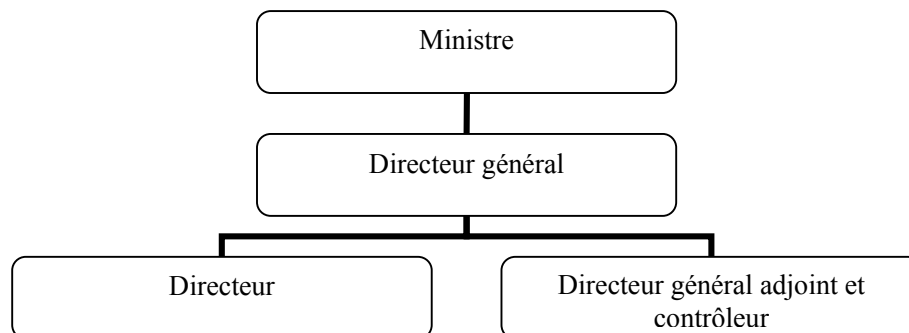 Ministre
Directeur général
Directeur
Directeur général adjoint et
contrôleur